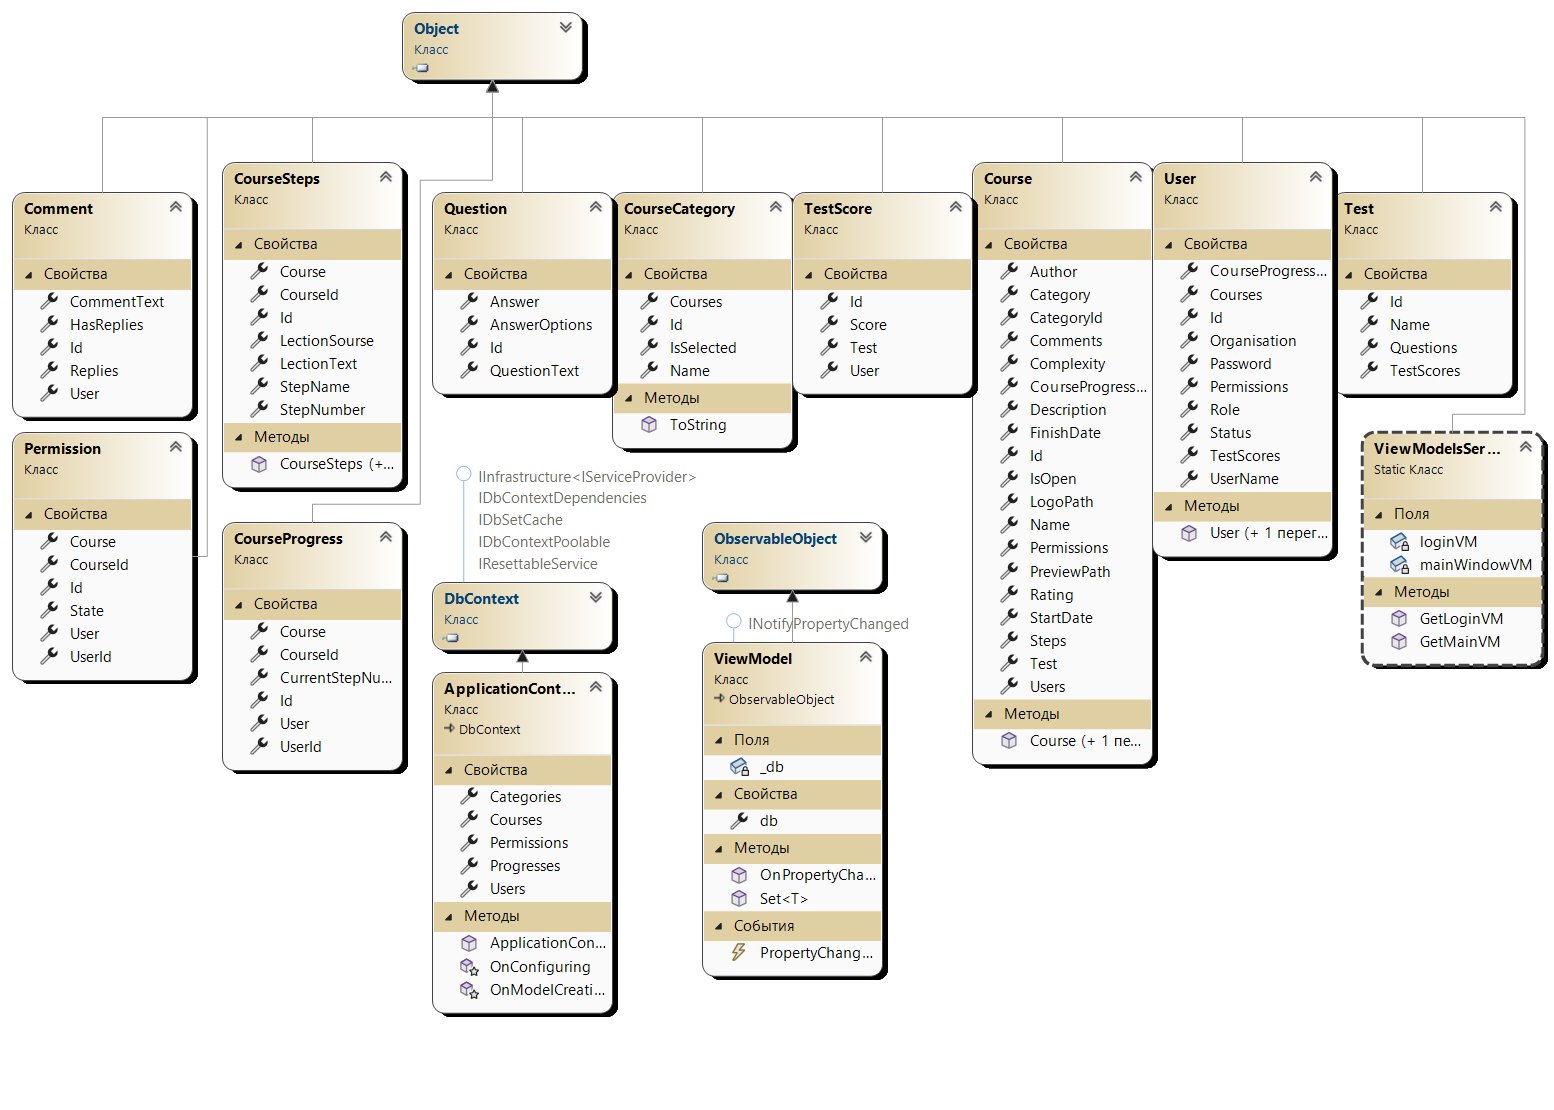 Object
Класс
Comment
Класс
Свойства
CommentText
HasReplies
Id
Replies
User
Permission
Класс
Свойства
Course
CourseId
Id
State
User
UserId
CourseSteps
Класс
Свойства
Course
CourseId
Id
LectionSourse
LectionText
StepName
StepNumber
Методы
CourseSteps (+...
CourseProgress
Класс
Свойства
Course
CourseId
CurrentStepNu...
Id
User
UserId
Question
Класс
Свойства
Answer
AnswerOptions
Id
QuestionText
IInfrastructure<IServiceProvider>
IDbContextDependencies
IDbSetCache
IDbContextPoolable
IResettableService
DbContext
Класс
ApplicationCont...
Класс
DbContext
Свойства
Categories
Courses
Permissions
Progresses
Users
Методы
ApplicationCon...
OnConfiguring
OnModelCreati...
CourseCategory
Класс
Свойства
Courses
Id
IsSelected
Name
Методы
ToString
ObservableObject
Класс
INotifyPropertyChanged
ViewModel
Класс
ObservableObject
Поля
_db
Свойства
db
Методы
OnPropertyCha...
Set<T>
События
PropertyChang...
TestScore
Класс
Свойства
Id
Score
Test
User
Course
Класс
Свойства
Author
Category
CategoryId
Comments
Complexity
CourseProgress...
Description
FinishDate
Id
IsOpen
LogoPath
Name
Permissions
PreviewPath
Rating
StartDate
Steps
Test
Users
Методы
Course (+ 1 пе...
User
Класс
Свойства
CourseProgress...
Courses
Id
Organisation
Password
Permissions
Role
Status
TestScores
UserName
Методы
User (+ 1 перег...
Test
Класс
Свойства
Id
Name
Questions
TestScores
ViewModelsSer...
Static Класс
Поля
loginVM
mainWindowVM
Методы
GetLoginVM
GetMainVM